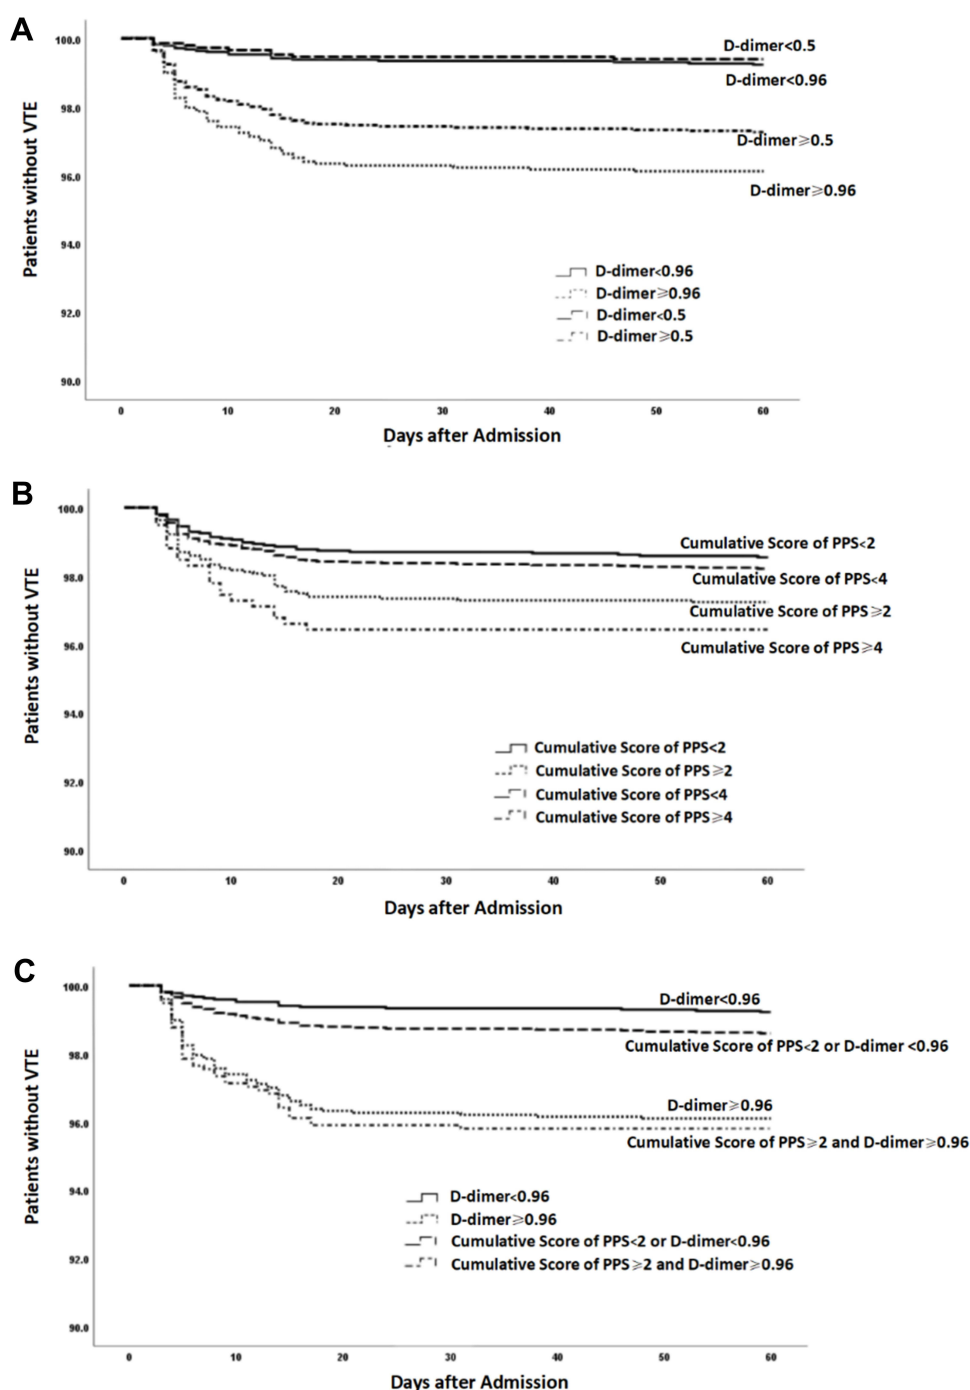 A
100.0
98.0
96.0
94.0
92.0
90.0
Patients without VTE
D-dimer<0.5
D-dimer<0.96
D-dimer⩾0.5
D-dimer⩾0.96
D-dimer<0.96
D-dimer⩾0.96
D-dimer<0.5
D-dimer⩾0.5
0 10 20 30 40 50 60
Days after Admission
B
100.0
98.0
96.0
94.0
92.0
90.0
Patients without VTE
Cumulative Score of PPS<2
Cumulative Score of PPS<4
Cumulative Score of PPS⩾2
Cumulative Score of PPS⩾4
Cumulative Score of PPS<2
Cumulative Score of PPS⩾2
Cumulative Score of PPS<4
Cumulative Score of PPS⩾4
0 10 20 30 40 50 60
Days after Admission
C
100.0
98.0
96.0
94.0
92.0
90.0
Patients without VTE
D-dimer<0.96
Cumulative Score of PPS<2 or D-dimer <0.96
D-dimer⩾0.96
Cumulative Score of PPS⩾2 and D-dimer⩾0.96
D-dimer<0.96
D-dimer⩾0.96
Cumulative Score of PPS<2 or D-dimer<0.96
Cumulative Score of PPS⩾2 and D-dimer⩾0.96
0 10 20 30 40 50 60
Days after Admission